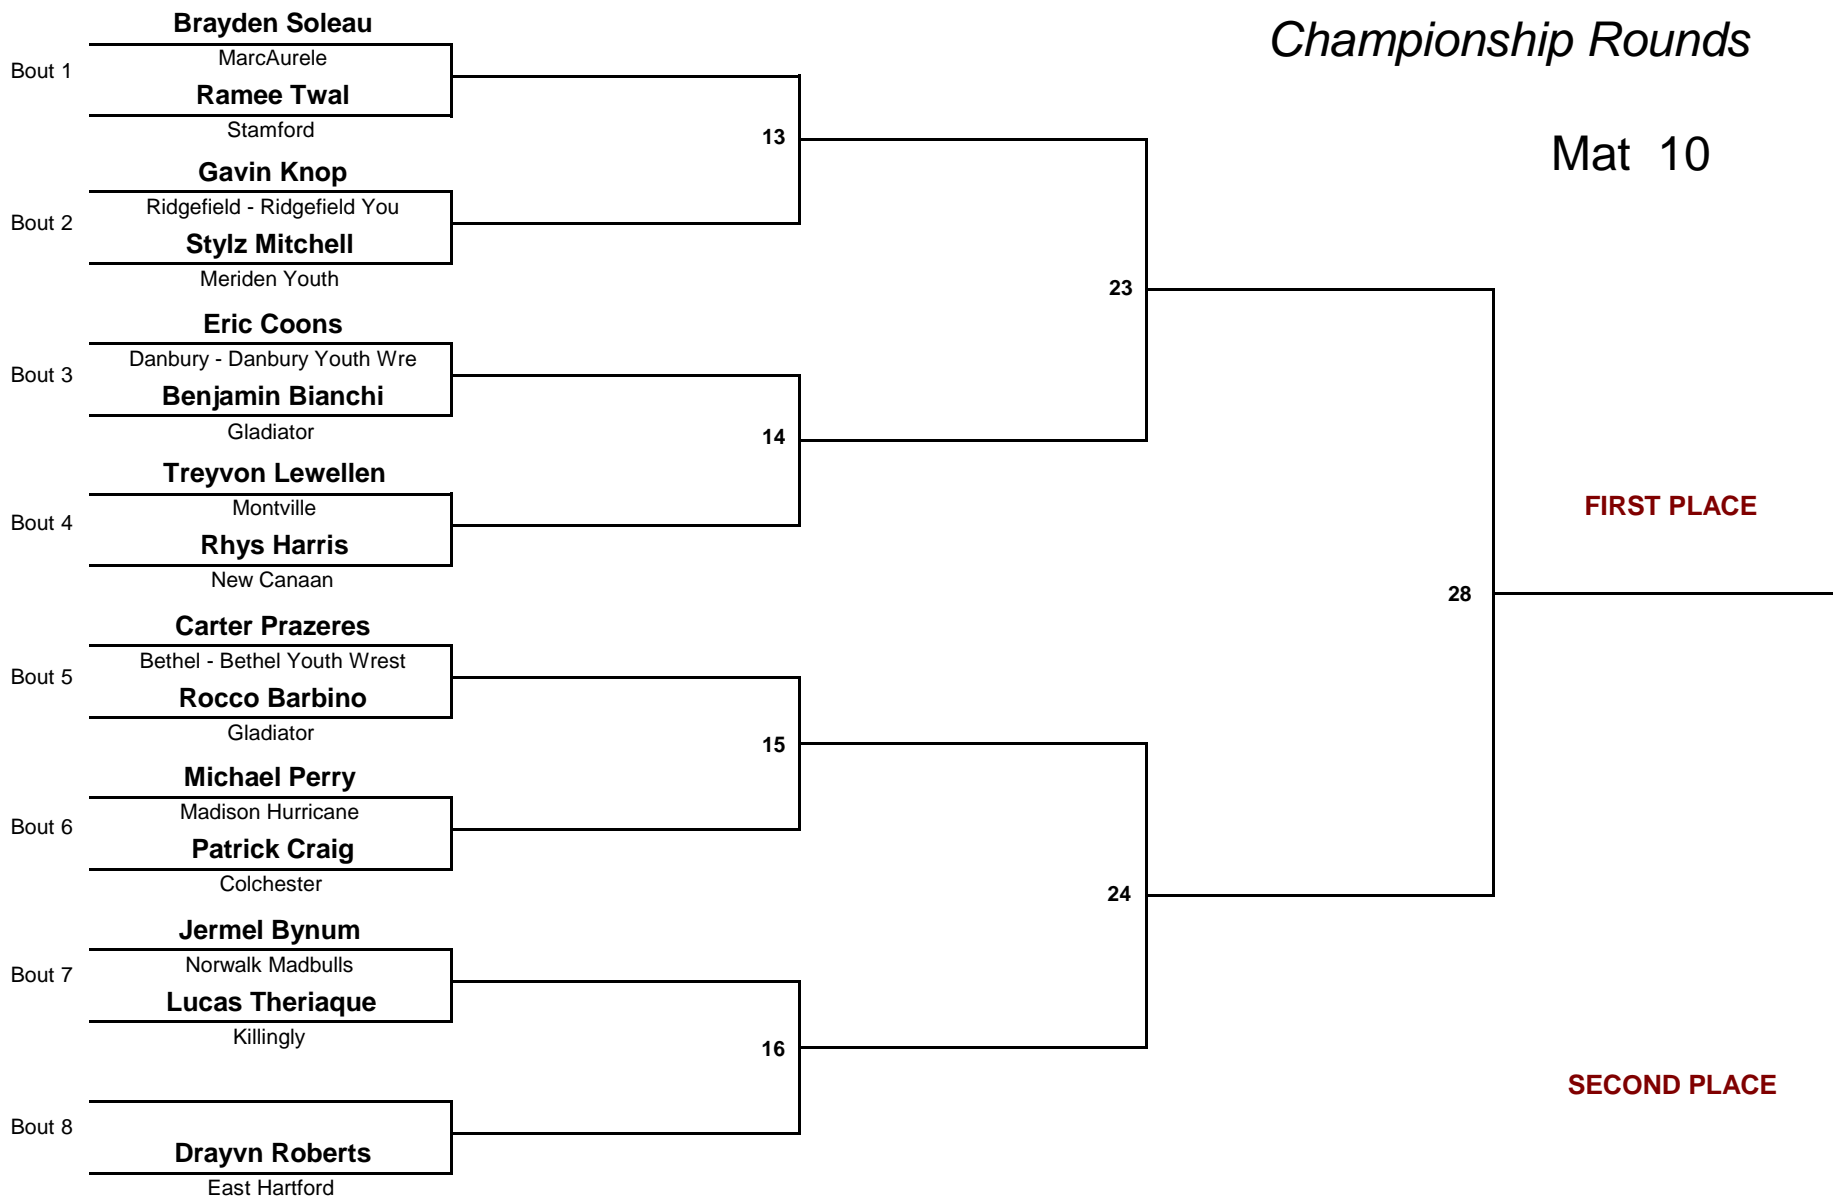 Championship Rounds
Mat 10
Brayden Soleau
MarcAurele
Bout 1
Ramee Twal
Stamford
13
Gavin Knop
Ridgefield - Ridgefield You
Bout 2
Stylz Mitchell
Meriden Youth
23
Eric Coons
Danbury - Danbury Youth Wre
Bout 3
Benjamin Bianchi
Gladiator
14
Treyvon Lewellen
Montville
Bout 4
Rhys Harris
New Canaan
FIRST PLACE
28
Carter Prazeres
Bethel - Bethel Youth Wrest
Bout 5
Rocco Barbino
Gladiator
15
Michael Perry
Madison Hurricane
Bout 6
Patrick Craig
Colchester
24
Jermel Bynum
Norwalk Madbulls
Bout 7
Lucas Theriaque
Killingly
16
SECOND PLACE
Bout 8
Drayvn Roberts
East Hartford